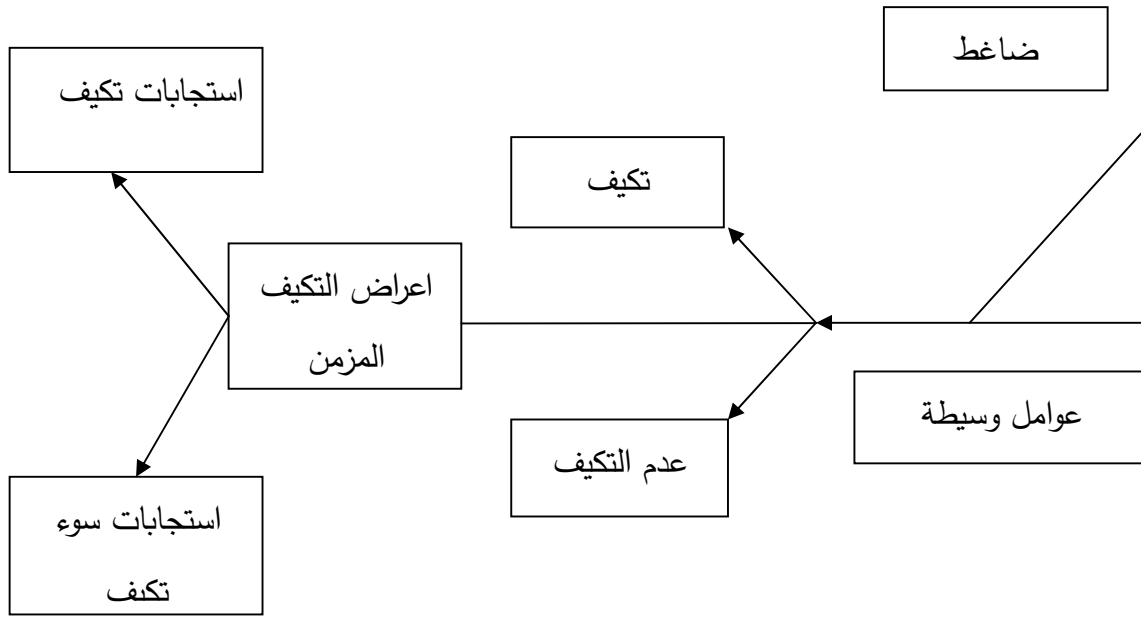 ضاغط
استجابات تكيف
تكيف
اعراض التكيف
المزمن
عوامل وسيطة
عدم التكيف
استجابات سوء
تكيف